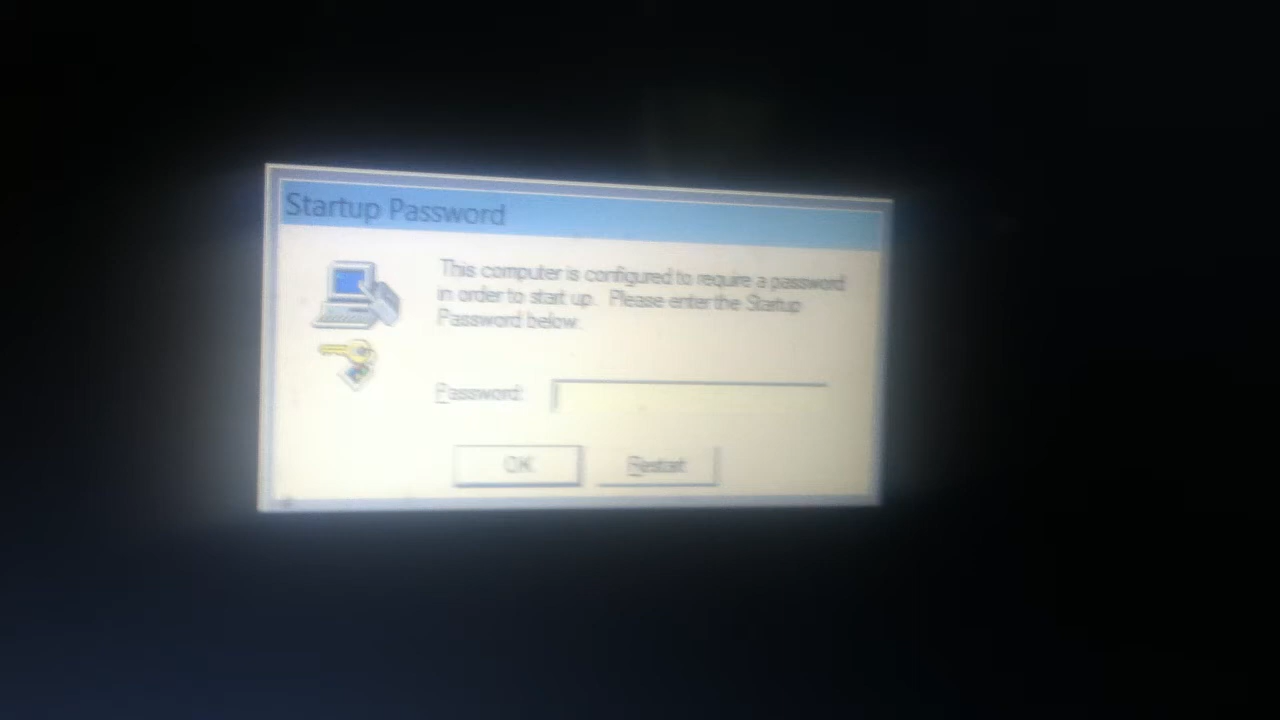 Startup Password
This computer is configured to require a password
in order to start up. Please enter the Startup
Password below.
Password:
OK
Restart